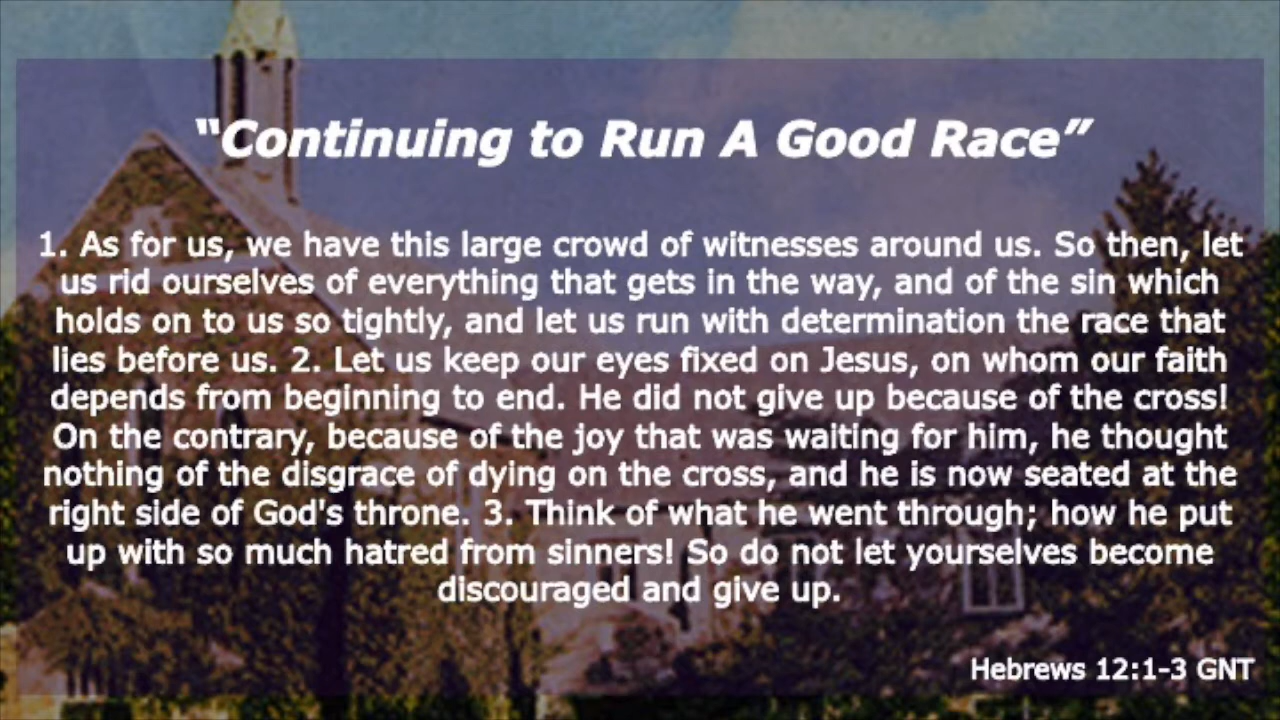 “Continuing to Run A Good Race”
1. As for us, we have this large crowd of witnesses around us. So then, let
us rid ourselves of everything that gets in the way, and of the sin which
holds on to us so tightly, and let us run with determination the race that
lies before us. 2. Let us keep our eyes fixed on Jesus, on whom our faith
depends from beginning to end. He did not give up because of the cross!
On the contrary, because of the joy that was waiting for him, he thought
nothing of the disgrace of dying on the cross, and he is now seated at the
right side of God's throne. 3. Think of what he went through; how he put
up with so much hatred from sinners! So do not let yourselves become
discouraged and give up.
Hebrews 12:1-3 GNT